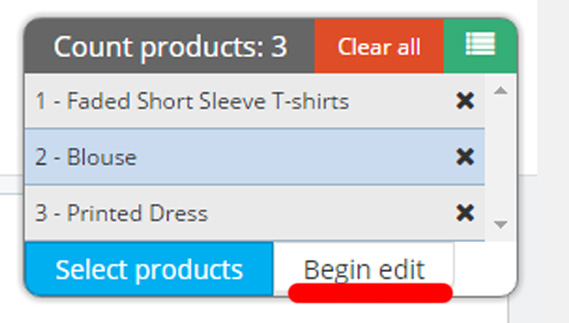 Count products: 3 Clear all
1 - Faded Short Sleeve T-shirts
2 - Blouse
3 - Printed Dress
Select products Begin edit